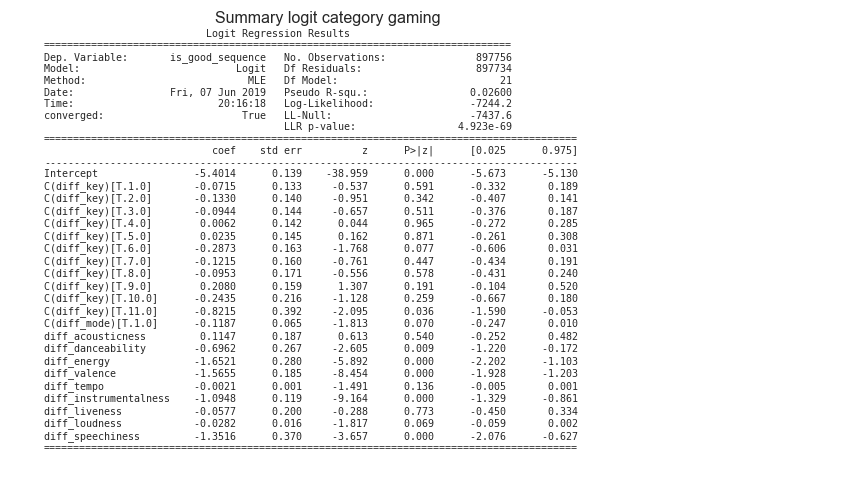 Summary logit category gaming
Logit Regression Results
==============================================================================
Dep. Variable: is_good_sequence No. Observations: 897756
Model: Logit Df Residuals: 897734
Method: MLE Df Model: 21
Date: Fri, 07 Jun 2019 Pseudo R-squ.: 0.02600
Time: 20:16:18 Log-Likelihood: -7244.2
converged: True LL-Null: -7437.6
LLR p-value: 4.923e-69
=========================================================================================
coef std err z P>|z| [0.025 0.975]
-----------------------------------------------------------------------------------------
Intercept -5.4014 0.139 -38.959 0.000 -5.673 -5.130
C(diff_key)[T.1.0] -0.0715 0.133 -0.537 0.591 -0.332 0.189
C(diff_key)[T.2.0] -0.1330 0.140 -0.951 0.342 -0.407 0.141
C(diff_key)[T.3.0] -0.0944 0.144 -0.657 0.511 -0.376 0.187
C(diff_key)[T.4.0] 0.0062 0.142 0.044 0.965 -0.272 0.285
C(diff_key)[T.5.0] 0.0235 0.145 0.162 0.871 -0.261 0.308
C(diff_key)[T.6.0] -0.2873 0.163 -1.768 0.077 -0.606 0.031
C(diff_key)[T.7.0] -0.1215 0.160 -0.761 0.447 -0.434 0.191
C(diff_key)[T.8.0] -0.0953 0.171 -0.556 0.578 -0.431 0.240
C(diff_key)[T.9.0] 0.2080 0.159 1.307 0.191 -0.104 0.520
C(diff_key)[T.10.0] -0.2435 0.216 -1.128 0.259 -0.667 0.180
C(diff_key)[T.11.0] -0.8215 0.392 -2.095 0.036 -1.590 -0.053
C(diff_mode)[T.1.0] -0.1187 0.065 -1.813 0.070 -0.247 0.010
diff_acousticness 0.1147 0.187 0.613 0.540 -0.252 0.482
diff_danceability -0.6962 0.267 -2.605 0.009 -1.220 -0.172
diff_energy -1.6521 0.280 -5.892 0.000 -2.202 -1.103
diff_valence -1.5655 0.185 -8.454 0.000 -1.928 -1.203
diff_tempo -0.0021 0.001 -1.491 0.136 -0.005 0.001
diff_instrumentalness -1.0948 0.119 -9.164 0.000 -1.329 -0.861
diff_liveness -0.0577 0.200 -0.288 0.773 -0.450 0.334
diff_loudness -0.0282 0.016 -1.817 0.069 -0.059 0.002
diff_speechiness -1.3516 0.370 -3.657 0.000 -2.076 -0.627
=========================================================================================